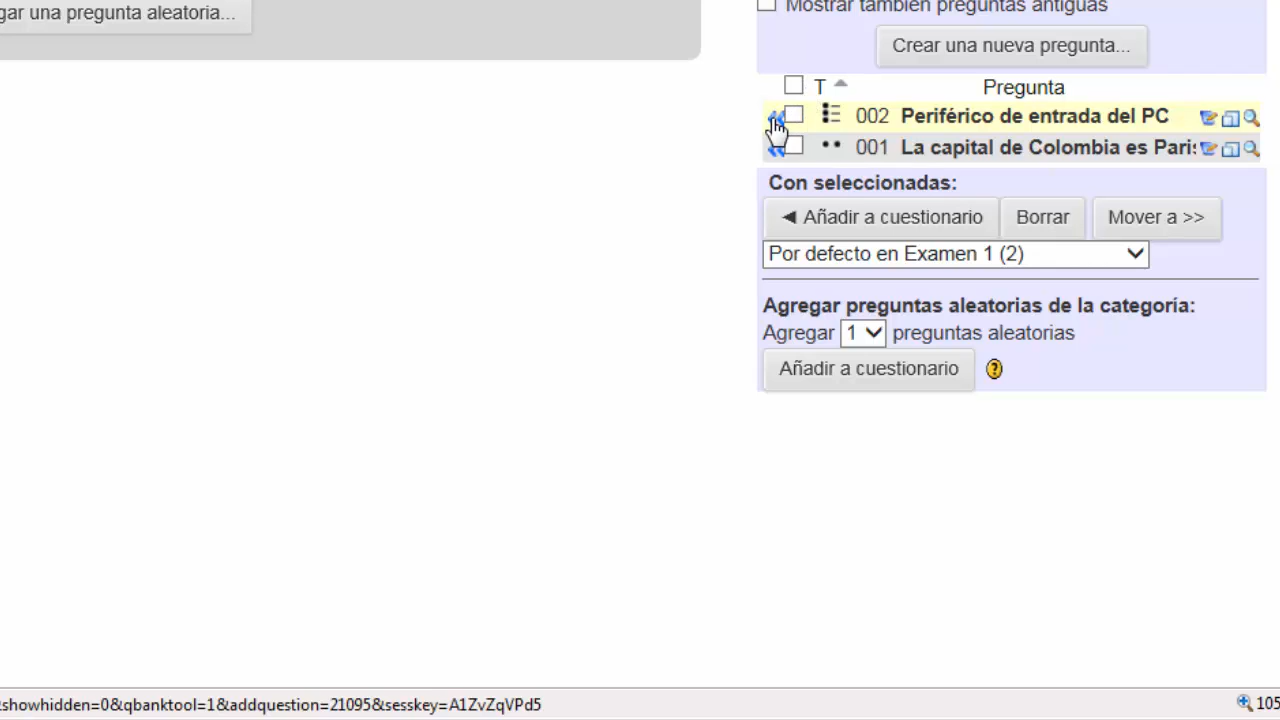 gar una pregunta aleatoria...
Mostrar también preguntas antiguas
Crear una nueva pregunta...
T Pregunta
002 Periférico de entrada del PC
001 La capital de Colombia es Paris
Con seleccionadas:
◄ Añadir a cuestionario Borrar Mover a >>
Por defecto en Examen 1 (2)
Agregar preguntas aleatorias de la categoría:
Agregar 1 preguntas aleatorias
Añadir a cuestionario
&showhidden=0&qbanktool=1&addquestion=21095&sesskey=A1ZvZqVPd5
105